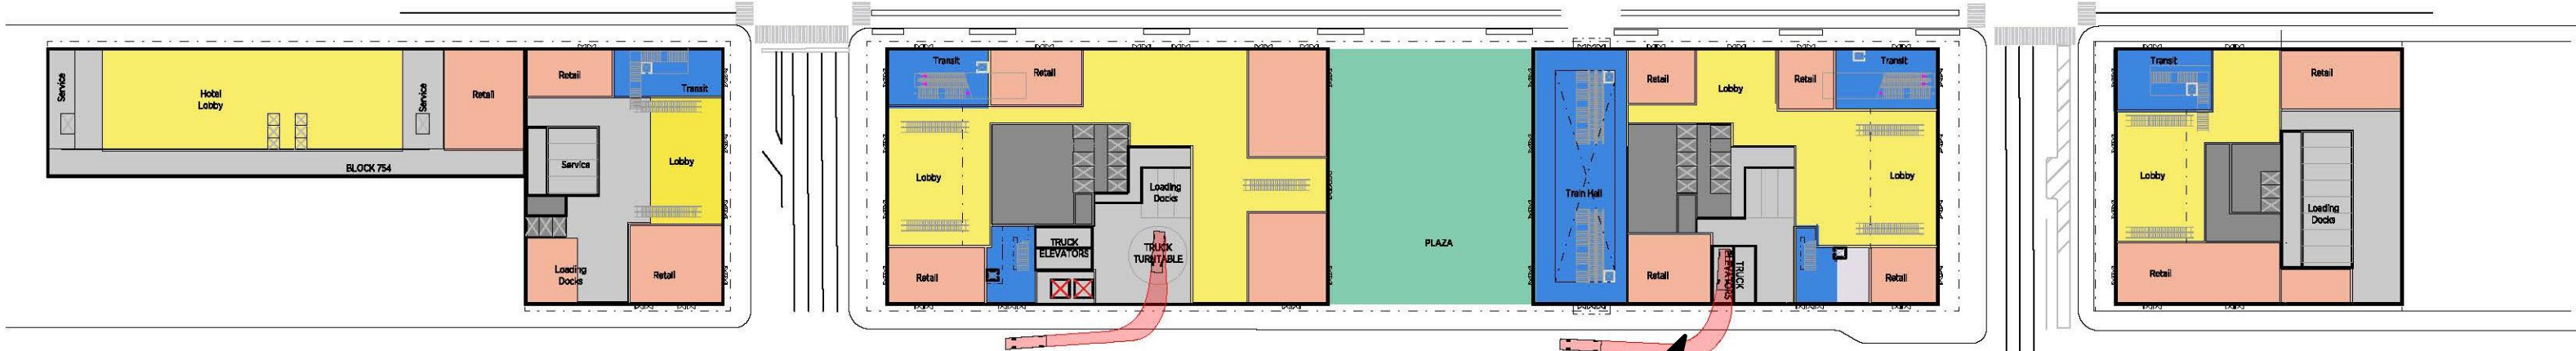 Service
Hotel
Lobby
Service
Retail
BLOCK 754
Retail
Transit
Service
Lobby
Loading
Docks
Retail
Transit
Retail
Lobby
Loading
Docks
Retail
TRUCK
ELEVATORS
TRUCK
TURNTABLE
PLAZA
Train Hall
Retail
Lobby
Retail
Transit
Lobby
Retail
TRUCK
ELEVATORS
Retail
Transit
Retail
Lobby
Loading
Docks
Retail